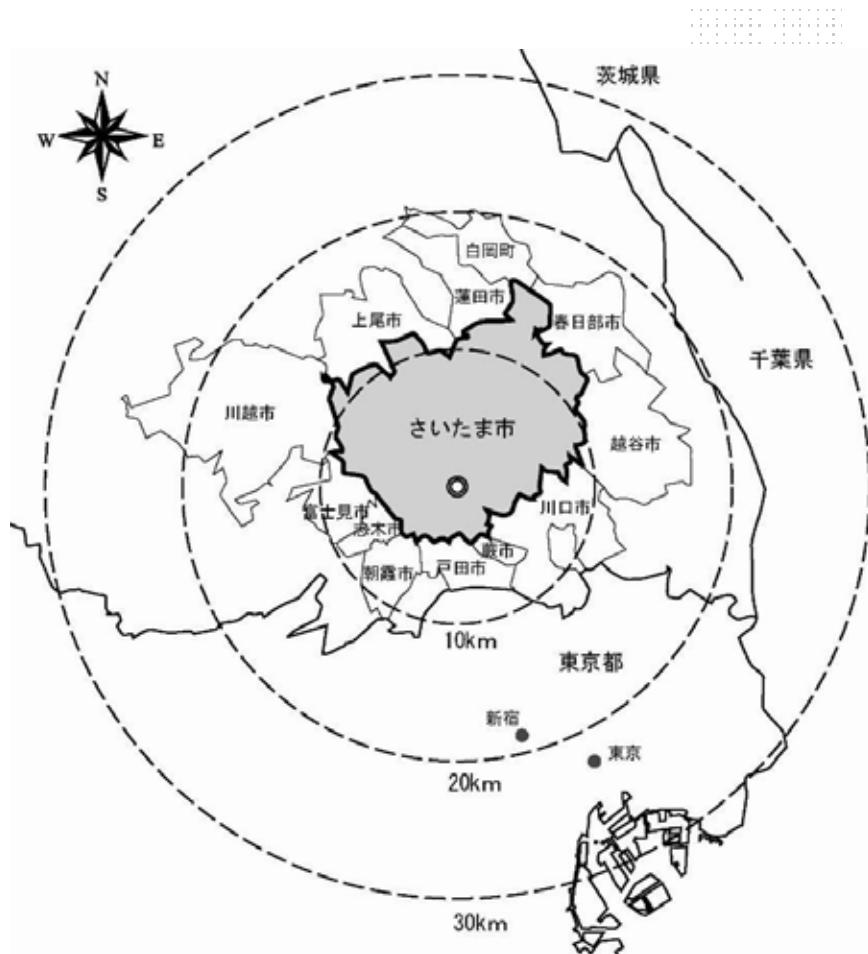 茨城県
N
W
E
S
白岡町
蓮田市
上尾市
春日部市
千葉県
川越市
さいたま市
越谷市
富士見市
川口市
志木市
蕨市
朝霞市
戸田市
10km
東京都
新宿
東京
20km
30km